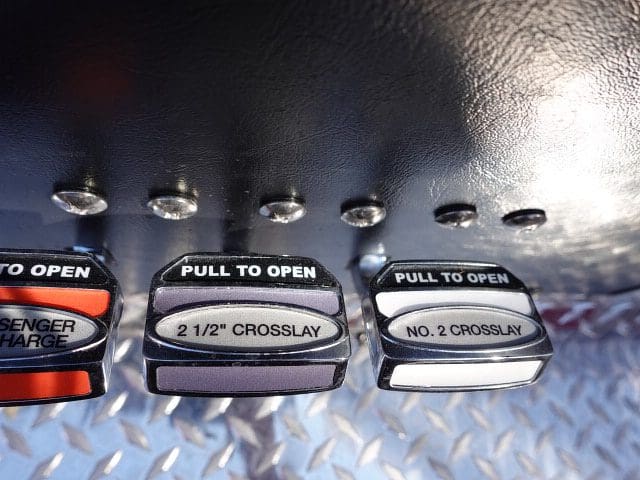 TO OPEN
SENGER
HARGE
PULL TO OPEN
2 1/2" CROSSLAY
PULL TO OPEN
NO. 2 CROSSLAY